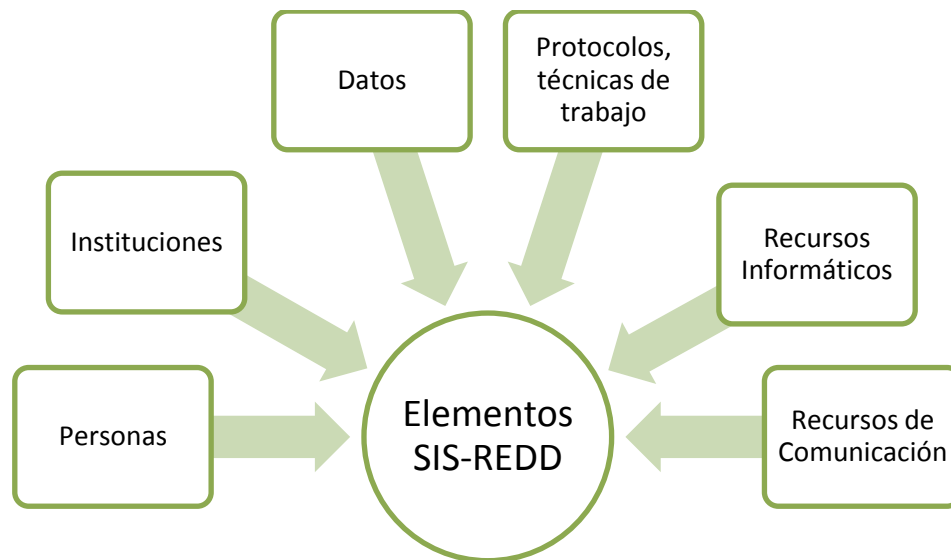 Datos
Protocolos,
técnicas de
trabajo
Instituciones
Recursos
Informáticos
Personas
Elementos
SIS-REDD
Recursos de
Comunicación